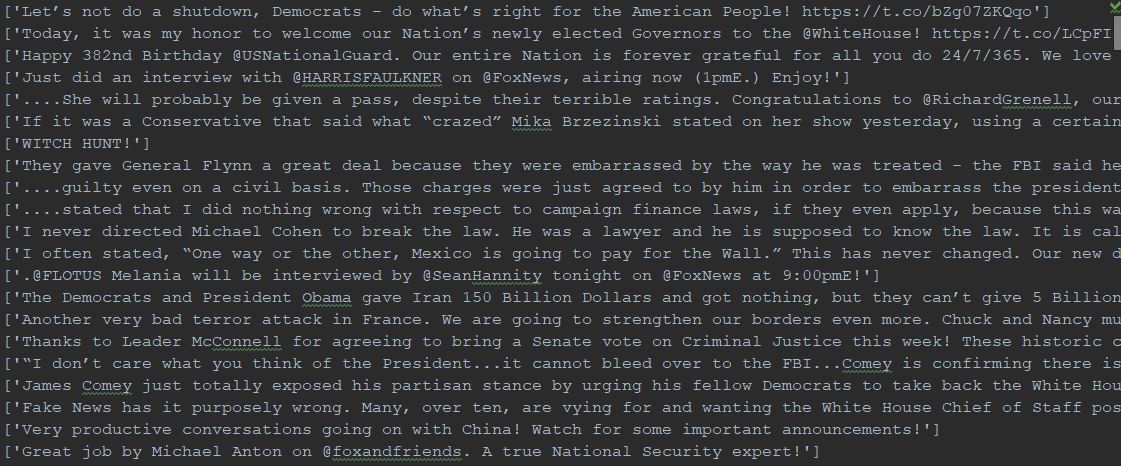 ['Let’s not do a shutdown, Democrats - do what’s right for the American People! https://t.co/bZg07ZKQqo']
['Today, it was my honor to welcome our Nation’s newly elected Governors to the @WhiteHouse! https://t.co/LCpFI
['Happy 382nd Birthday @USNationalGuard. Our entire Nation is forever grateful for all you do 24/7/365. We love
['Just did an interview with @HARRISFAULKNER on @FoxNews, airing now (1pmE.) Enjoy!']
['....She will probably be given a pass, despite their terrible ratings. Congratulations to @RichardGrenell, our
['If it was a Conservative that said what “crazed” Mika Brzezinski stated on her show yesterday, using a certain
['WITCH HUNT!']
['They gave General Flynn a great deal because they were embarrassed by the way he was treated - the FBI said he
['....guilty even on a civil basis. Those charges were just agreed to by him in order to embarrass the president
['....stated that I did nothing wrong with respect to campaign finance laws, if they even apply, because this wa
['I never directed Michael Cohen to break the law. He was a lawyer and he is supposed to know the law. It is cal
['I often stated, “One way or the other, Mexico is going to pay for the Wall.” This has never changed. Our new d
['.@FLOTUS Melania will be interviewed by @SeanHannity tonight on @FoxNews at 9:00pmE!']
['The Democrats and President Obama gave Iran 150 Billion Dollars and got nothing, but they can’t give 5 Billion
['Another very bad terror attack in France. We are going to strengthen our borders even more. Chuck and Nancy mu
['Thanks to Leader McConnell for agreeing to bring a Senate vote on Criminal Justice this week! These historic c
['“I don’t care what you think of the President...it cannot bleed over to the FBI...Comey is confirming there is
['James Comey just totally exposed his partisan stance by urging his fellow Democrats to take back the White Hou
['Fake News has it purposely wrong. Many, over ten, are vying for and wanting the White House Chief of Staff pos
['Very productive conversations going on with China! Watch for some important announcements!']
['Great job by Michael Anton on @foxandfriends. A true National Security expert!']